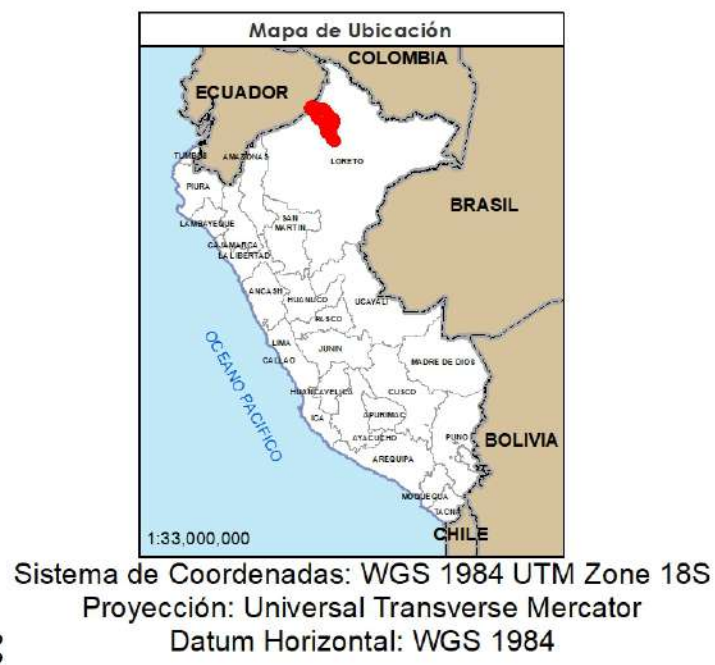 Mapa de Ubicación
COLOMBIA
ECUADOR
TUMBES
AMAZONAS
LORETO
PIURA
BRASIL
LAMBAYEQUE
SAN
MARTIN
CAJAMARCA
LA LIBERTAD
ANCASH
HUANUCO
UCAYALI
PASCO
LIMA
JUNIN
CALLAO
MADRE DE DIOS
OCEANO PACIFICO
HUANCAVELICA
CUSCO
ICA
APURIMAC
AYACUCHO
PUNO
BOLIVIA
AREQUIPA
MOQUEGUA
TACNA
1:33,000,000
CHILE
Sistema de Coordenadas: WGS 1984 UTM Zone 18S
Proyección: Universal Transverse Mercator
Datum Horizontal: WGS 1984